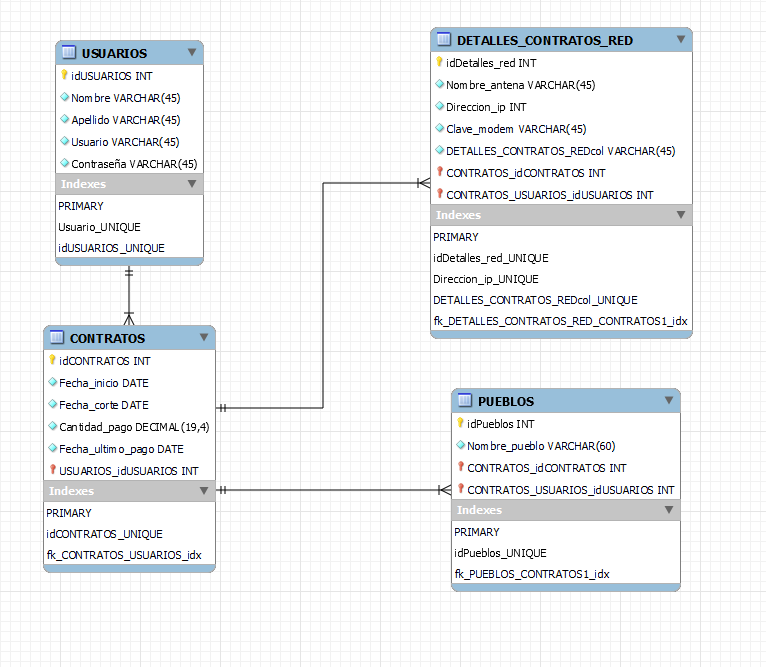 USUARIOS
idUSUARIOS INT
Nombre VARCHAR(45)
Apellido VARCHAR(45)
Usuario VARCHAR(45)
Contraseña VARCHAR(45)
Indexes
PRIMARY
Usuario_UNIQUE
idUSUARIOS_UNIQUE
DETALLES_CONTRATOS_RED
idDetalles_red INT
Nombre_antena VARCHAR(45)
Direccion_ip INT
Clave_modem VARCHAR(45)
DETALLES_CONTRATOS_REDcol VARCHAR(45)
CONTRATOS_idCONTRATOS INT
CONTRATOS_USUARIOS_idUSUARIOS INT
Indexes
PRIMARY
idDetalles_red_UNIQUE
Direccion_ip_UNIQUE
DETALLES_CONTRATOS_REDcol_UNIQUE
fk_DETALLES_CONTRATOS_RED_CONTRATOS1_idx
CONTRATOS
idCONTRATOS INT
Fecha_inicio DATE
Fecha_corte DATE
Cantidad_pago DECIMAL(19,4)
Fecha_ultimo_pago DATE
USUARIOS_idUSUARIOS INT
Indexes
PRIMARY
idCONTRATOS_UNIQUE
fk_CONTRATOS_USUARIOS_idx
PUEBLOS
idPueblos INT
Nombre_pueblo VARCHAR(60)
CONTRATOS_idCONTRATOS INT
CONTRATOS_USUARIOS_idUSUARIOS INT
Indexes
PRIMARY
idPueblos_UNIQUE
fk_PUEBLOS_CONTRATOS1_idx